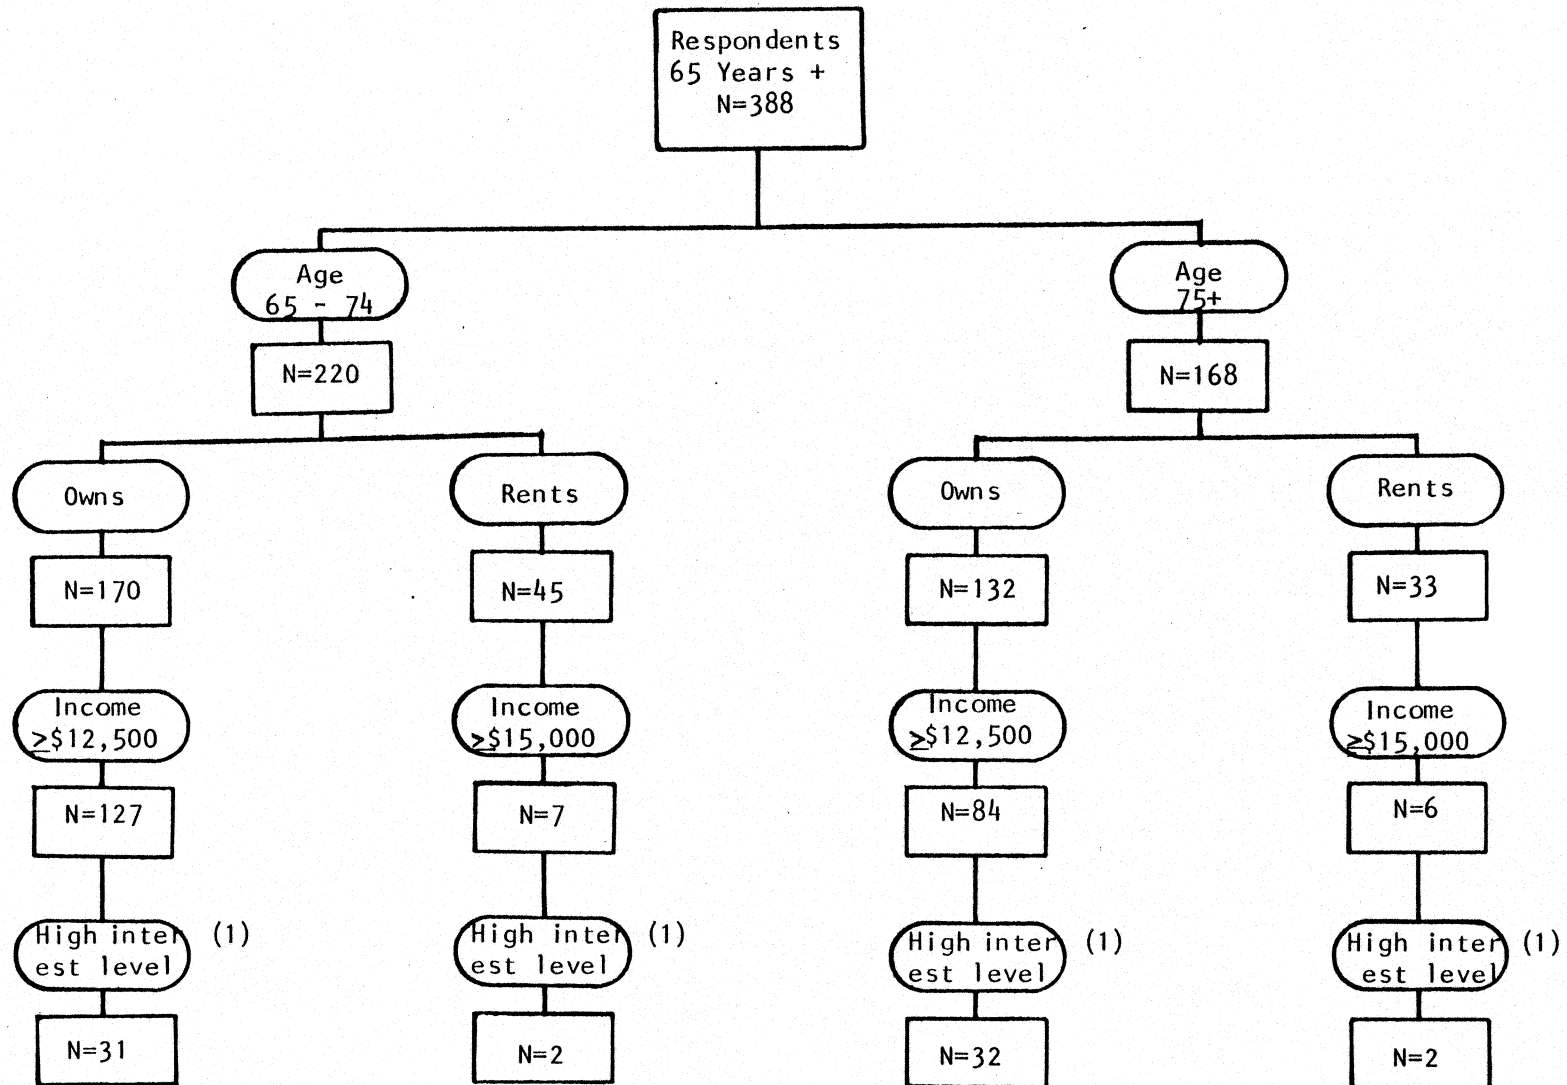 Respondents
65 Years +
N=388
Age
65 - 74
Age
75+
N=220
N=168
Owns
Rents
Owns
Rents
N=170
N=45
N=132
N=33
Income
≥$12,500
Income
≥$15,000
Income
≥$12,500
Income
≥$15,000
N=127
N=7
N=84
N=6
High inter (1)
est level
High inter (1)
est level
High inter (1)
est level
High inter (1)
est level
N=31
N=2
N=32
N=2